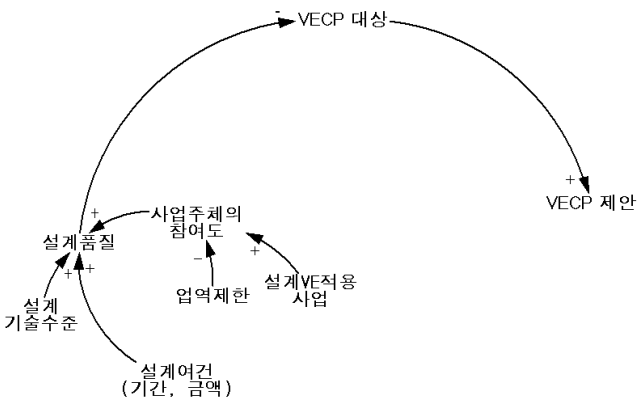 -
VECP 대상
+
VECP 제안
+
사업주체의
참여도
설계품질
+ +
-
+
설계VE적용
사업
업역제한
설계
기술수준
설계여건
(기간, 금액)